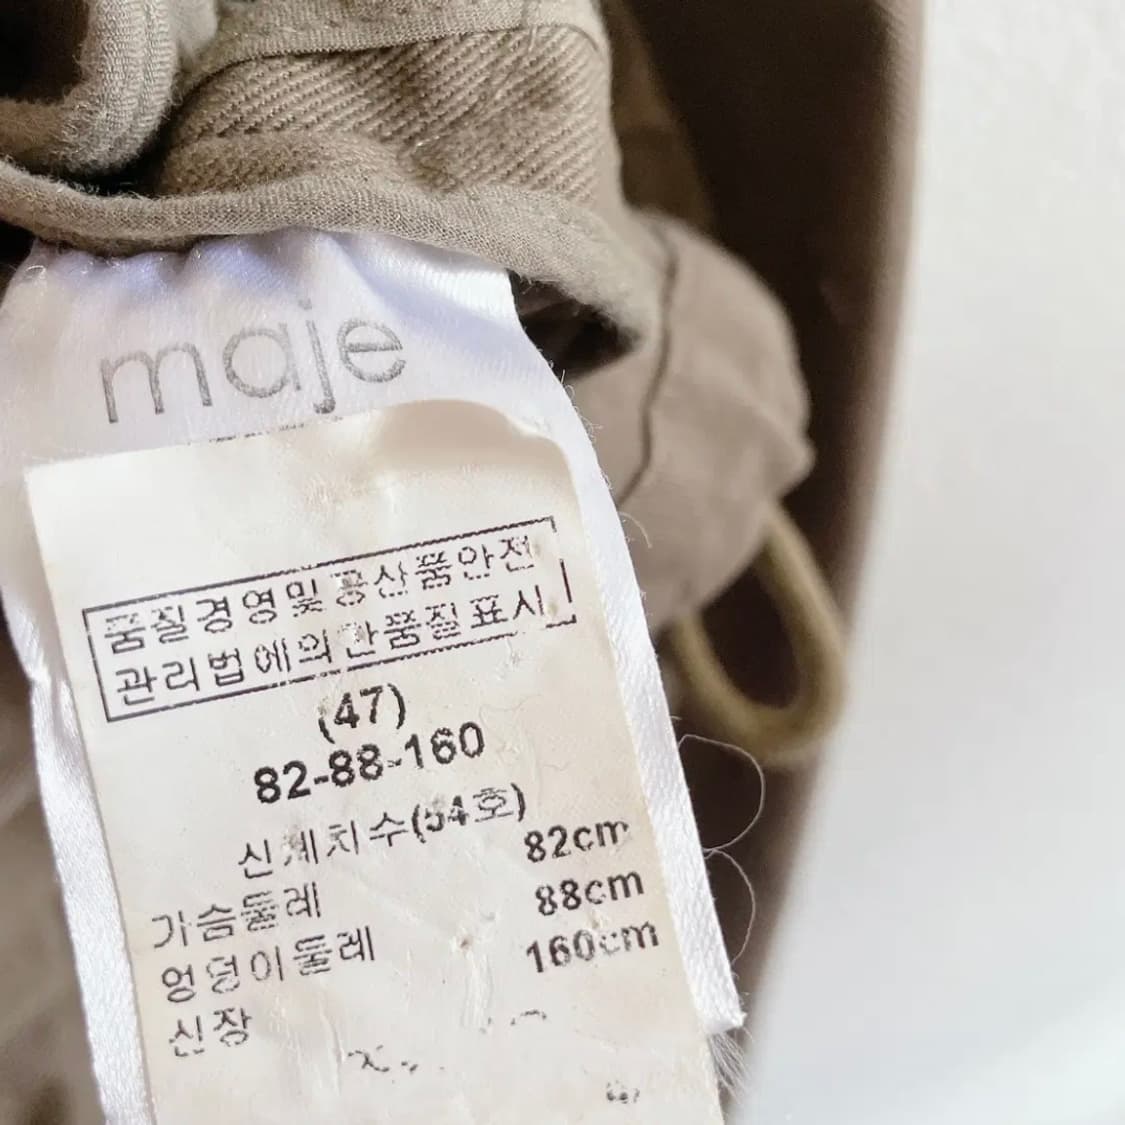 maje
품질경영및공산품안전
관리법에의한품질표시
(47)
82-88-160
신체치수(54호)
가슴둘레 82cm
엉덩이둘레 88cm
신장 160cm